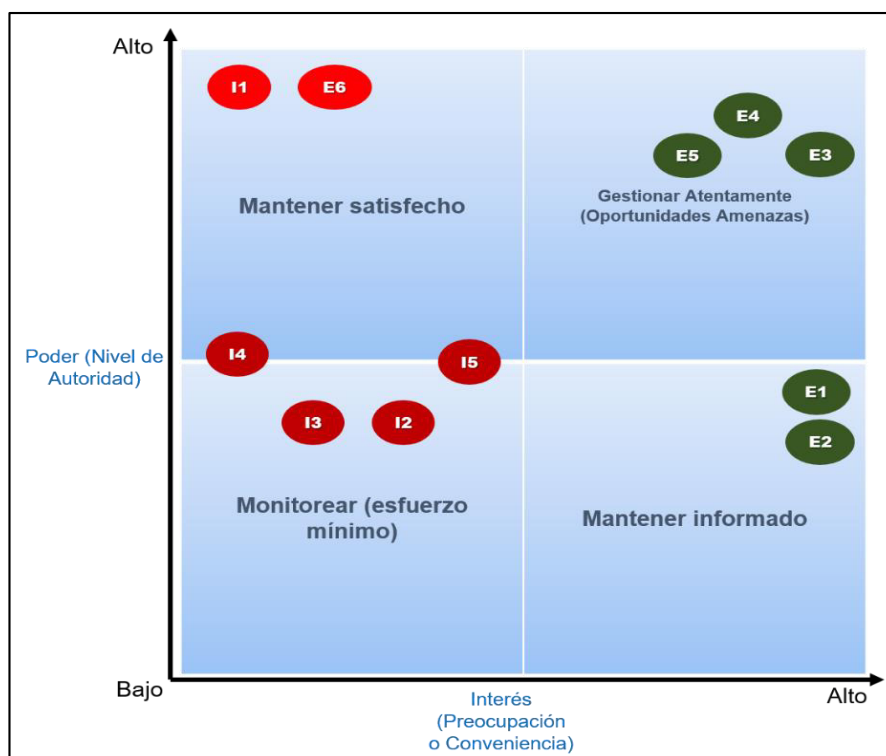 Alto
I1
E6
E4
E5
E3
Mantener satisfecho
Gestionar Atentamente
(Oportunidades Amenazas)
Poder (Nivel de
Autoridad)
I4
I5
I3
I2
E1
E2
Monitorear (esfuerzo
mínimo)
Mantener informado
Bajo
Interés
(Preocupación
o Conveniencia)
Alto